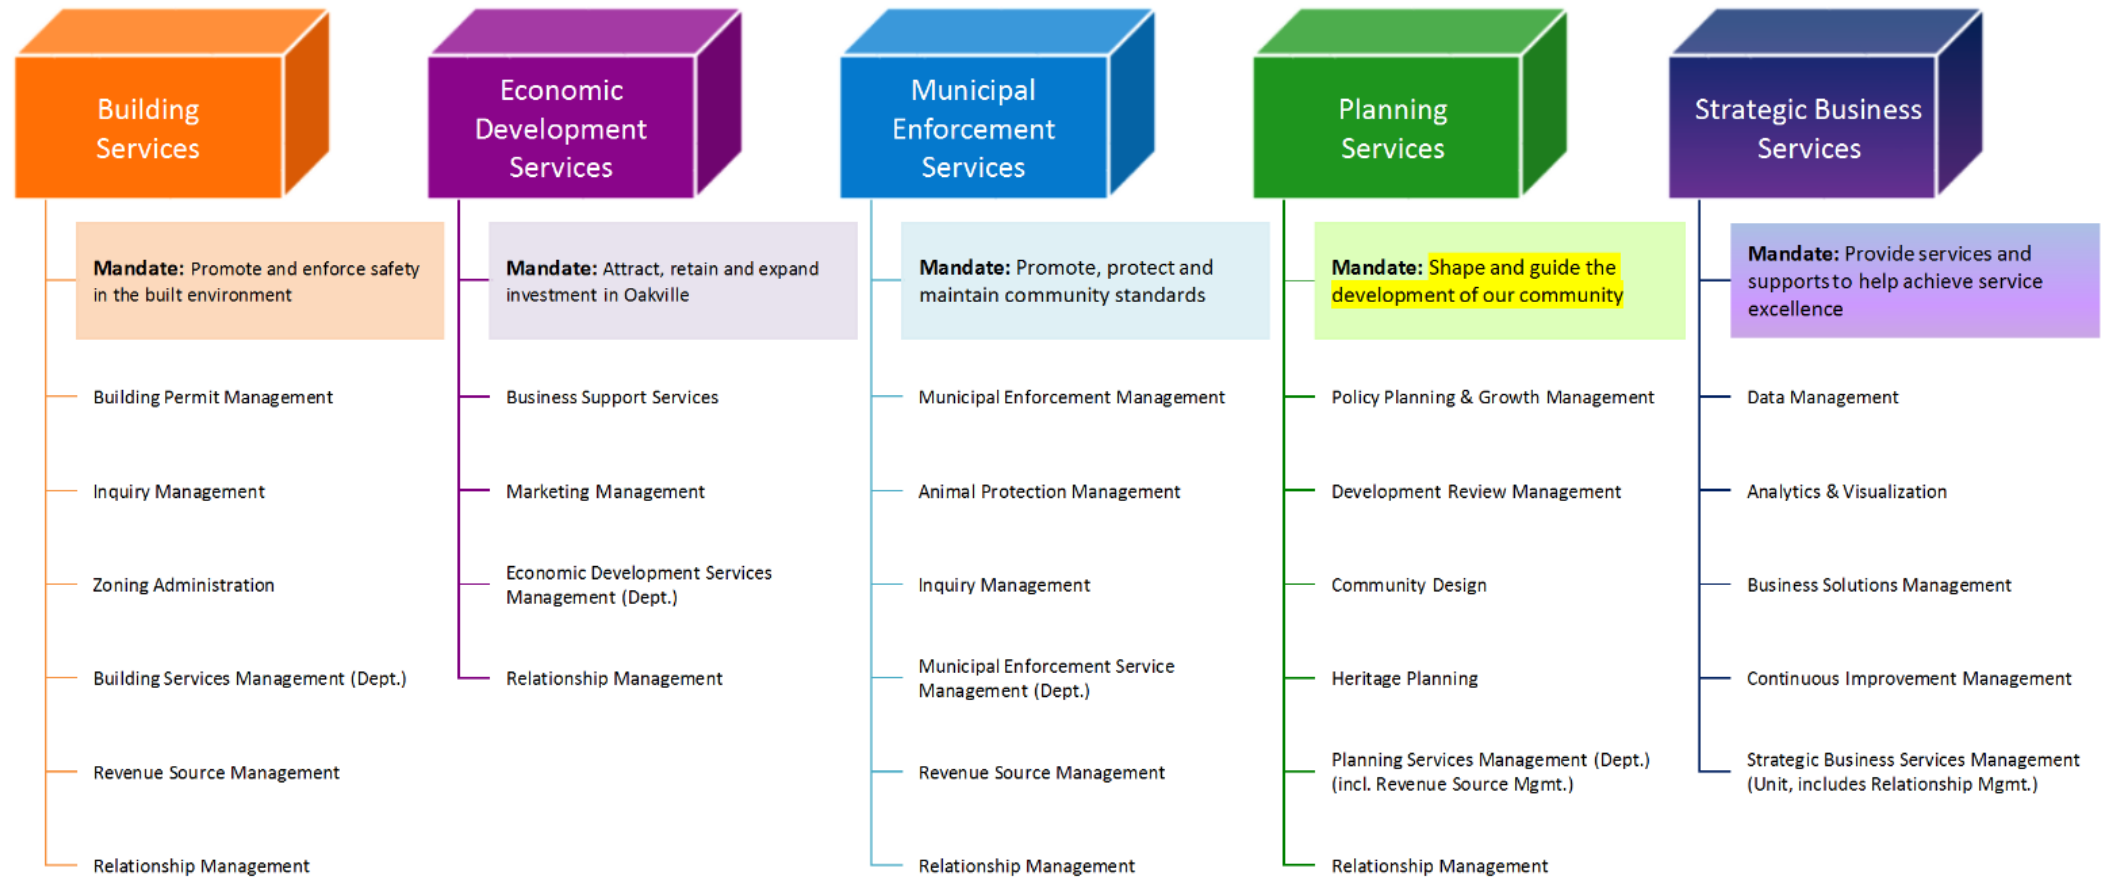 Building
Services
Mandate: Promote and enforce safety
in the built environment
Building Permit Management
Inquiry Management
Zoning Administration
Building Services Management (Dept.)
Revenue Source Management
Relationship Management
Economic
Development
Services
Mandate: Attract, retain and expand
investment in Oakville
Business Support Services
Marketing Management
Economic Development Services
Management (Dept.)
Relationship Management
Municipal
Enforcement
Services
Mandate: Promote, protect and
maintain community standards
Municipal Enforcement Management
Animal Protection Management
Inquiry Management
Municipal Enforcement Service
Management (Dept.)
Revenue Source Management
Relationship Management
Planning
Services
Mandate: Shape and guide the
development of our community
Policy Planning & Growth Management
Development Review Management
Community Design
Heritage Planning
Planning Services Management (Dept.)
(incl. Revenue Source Mgmt.)
Relationship Management
Strategic Business
Services
Mandate: Provide services and
supports to help achieve service
excellence
Data Management
Analytics & Visualization
Business Solutions Management
Continuous Improvement Management
Strategic Business Services Management
(Unit, includes Relationship Mgmt.)